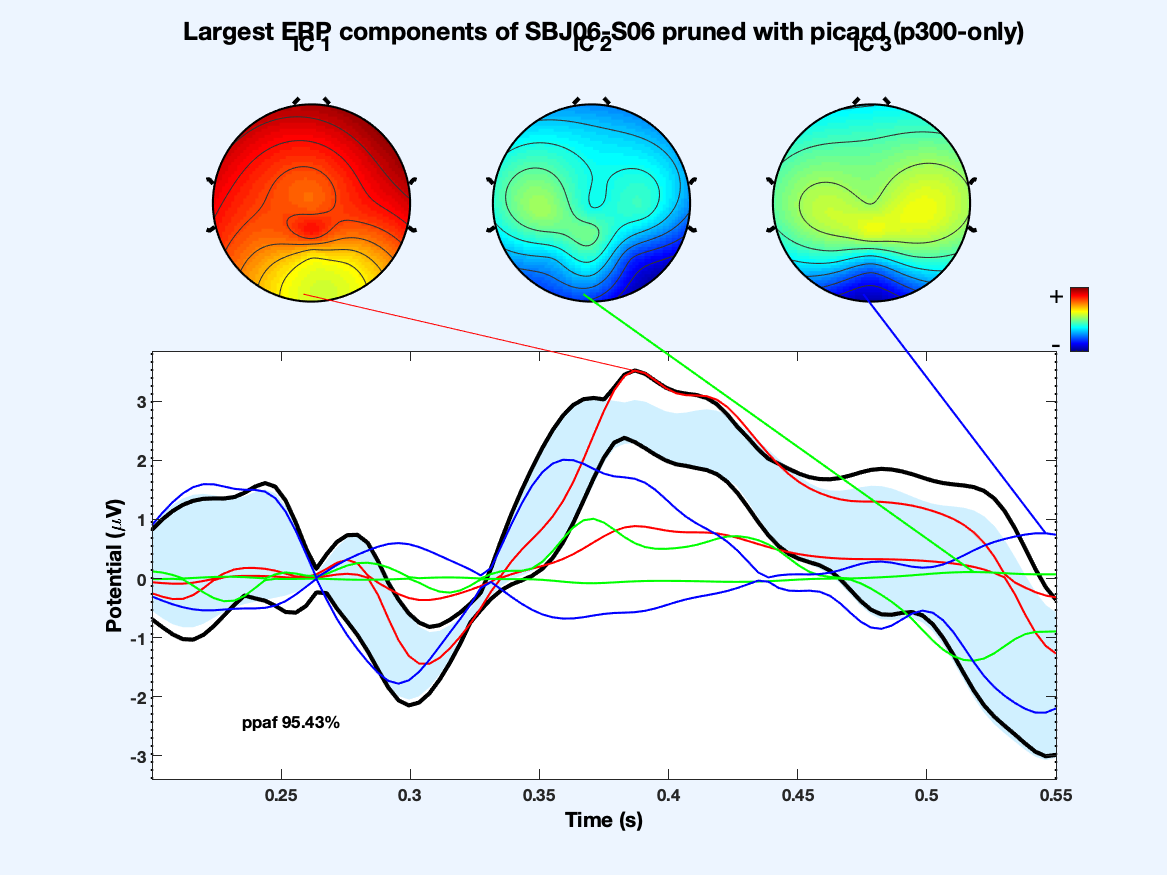 Largest ERP components of SBJ06-S06 pruned with picard (p300-only)
IC 1
IC 2
IC 3
+
-
3
2
1
0
-1
-2
-3
Potential (μV)
ppaf 95.43%
0.25
0.3
0.35
0.4
0.45
0.5
0.55
Time (s)